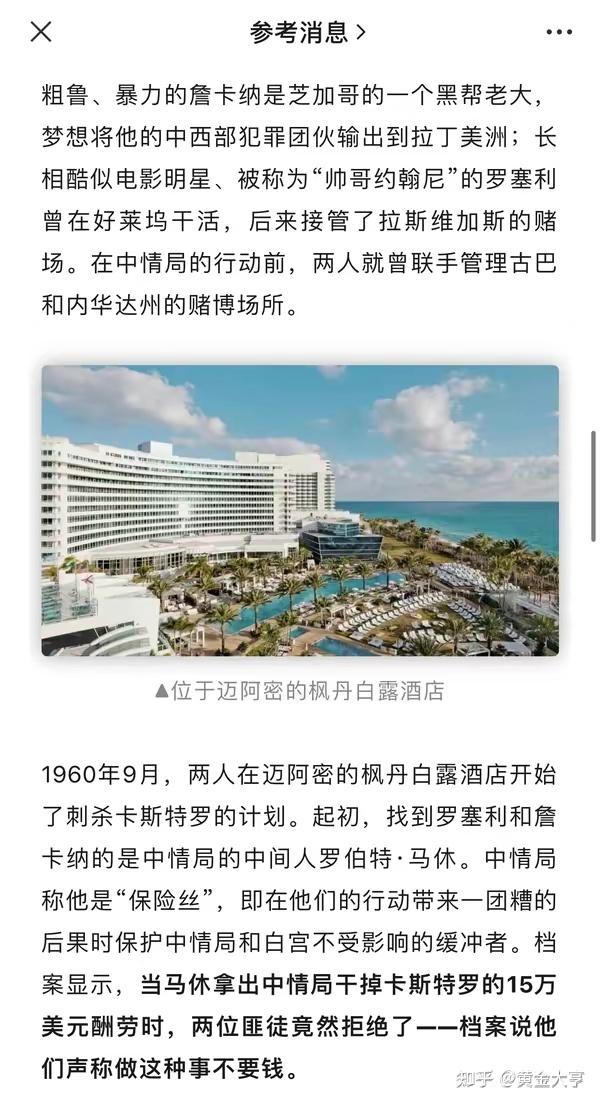 参考消息
粗鲁、暴力的詹卡纳是芝加哥的一个黑帮老大，
梦想将他的中西部犯罪团伙输出到拉丁美洲；长
相酷似电影明星、被称为“帅哥约翰尼”的罗塞利
曾在好莱坞干活，后来接管了拉斯维加斯的赌
场。在中情局的行动前，两人就曾联手管理古巴
和内华达州的赌博场所。
▲位于迈阿密的枫丹白露酒店
1960年9月，两人在迈阿密的枫丹白露酒店开始
了刺杀卡斯特罗的计划。起初，找到罗塞利和詹
卡纳的是中情局的中间人罗伯特·马休。中情局
称他是“保险丝”，即在他们的行动带来一团糟的
后果时保护中情局和白宫不受影响的缓冲者。档
案显示，当马休拿出中情局干掉卡斯特罗的15万
美元酬劳时，两位匪徒竟然拒绝了——档案说他
们声称做这种事不要钱。
知乎 @黄金大亨